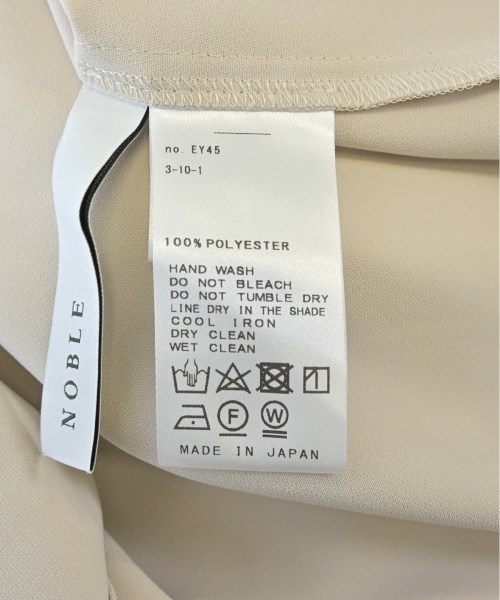 no. EY45
3-10-1
100% POLYESTER
HAND WASH
DO NOT BLEACH
DO NOT TUMBLE DRY
LINE DRY IN THE SHADE
COOL IRON
DRY CLEAN
WET CLEAN
F W
MADE IN JAPAN
NOBLE